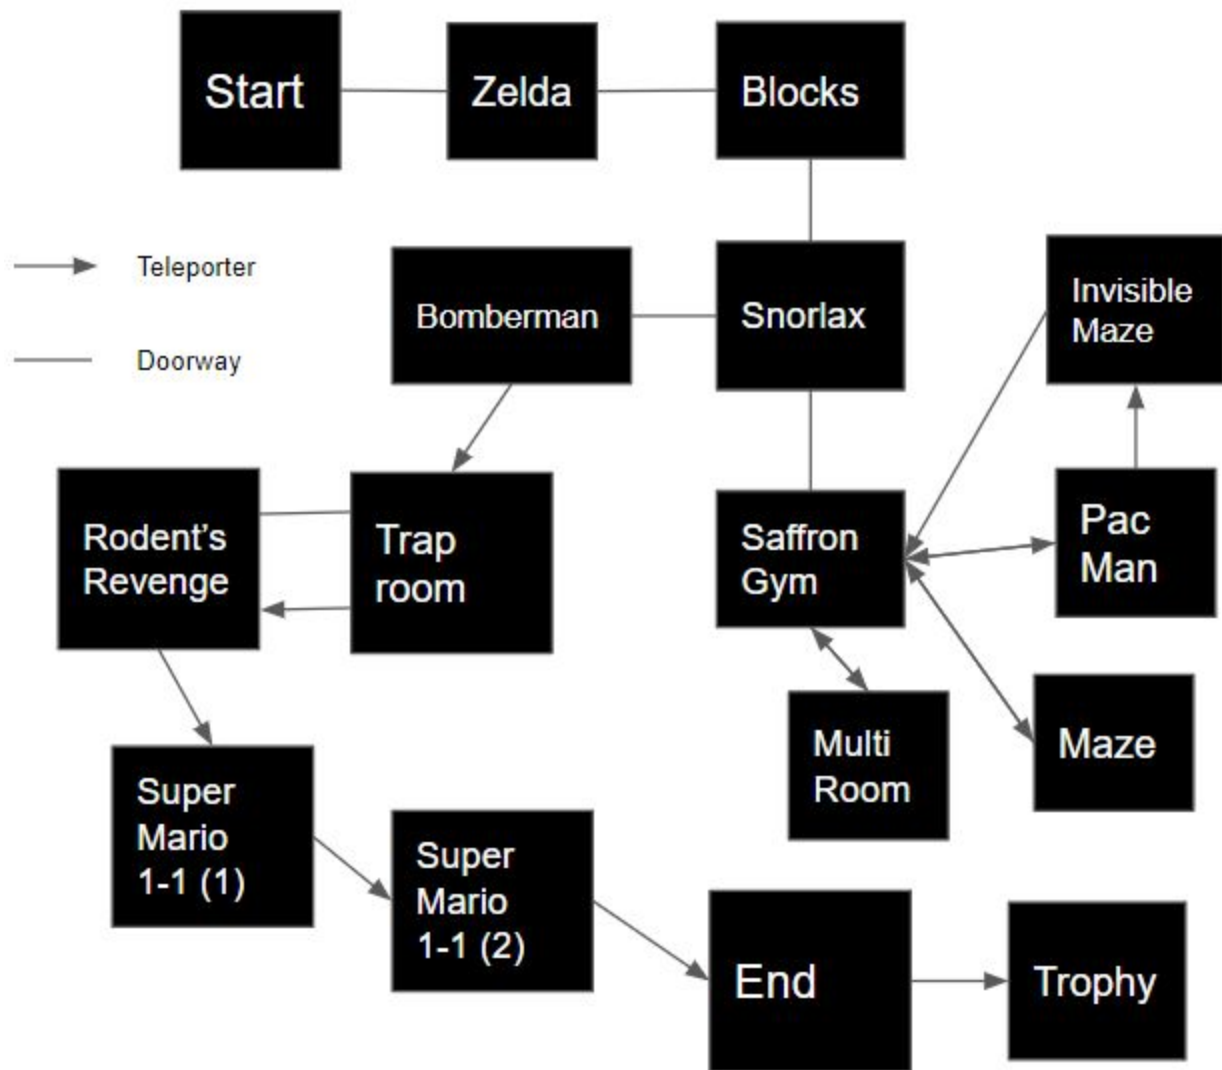 Start
Zelda
Blocks
Teleporter
Doorway
Bomberman
Snorlax
Invisible
Maze
Rodent's
Revenge
Trap
room
Saffron
Gym
Pac
Man
Multi
Room
Maze
Super
Mario
1-1 (1)
Super
Mario
1-1 (2)
End
Trophy